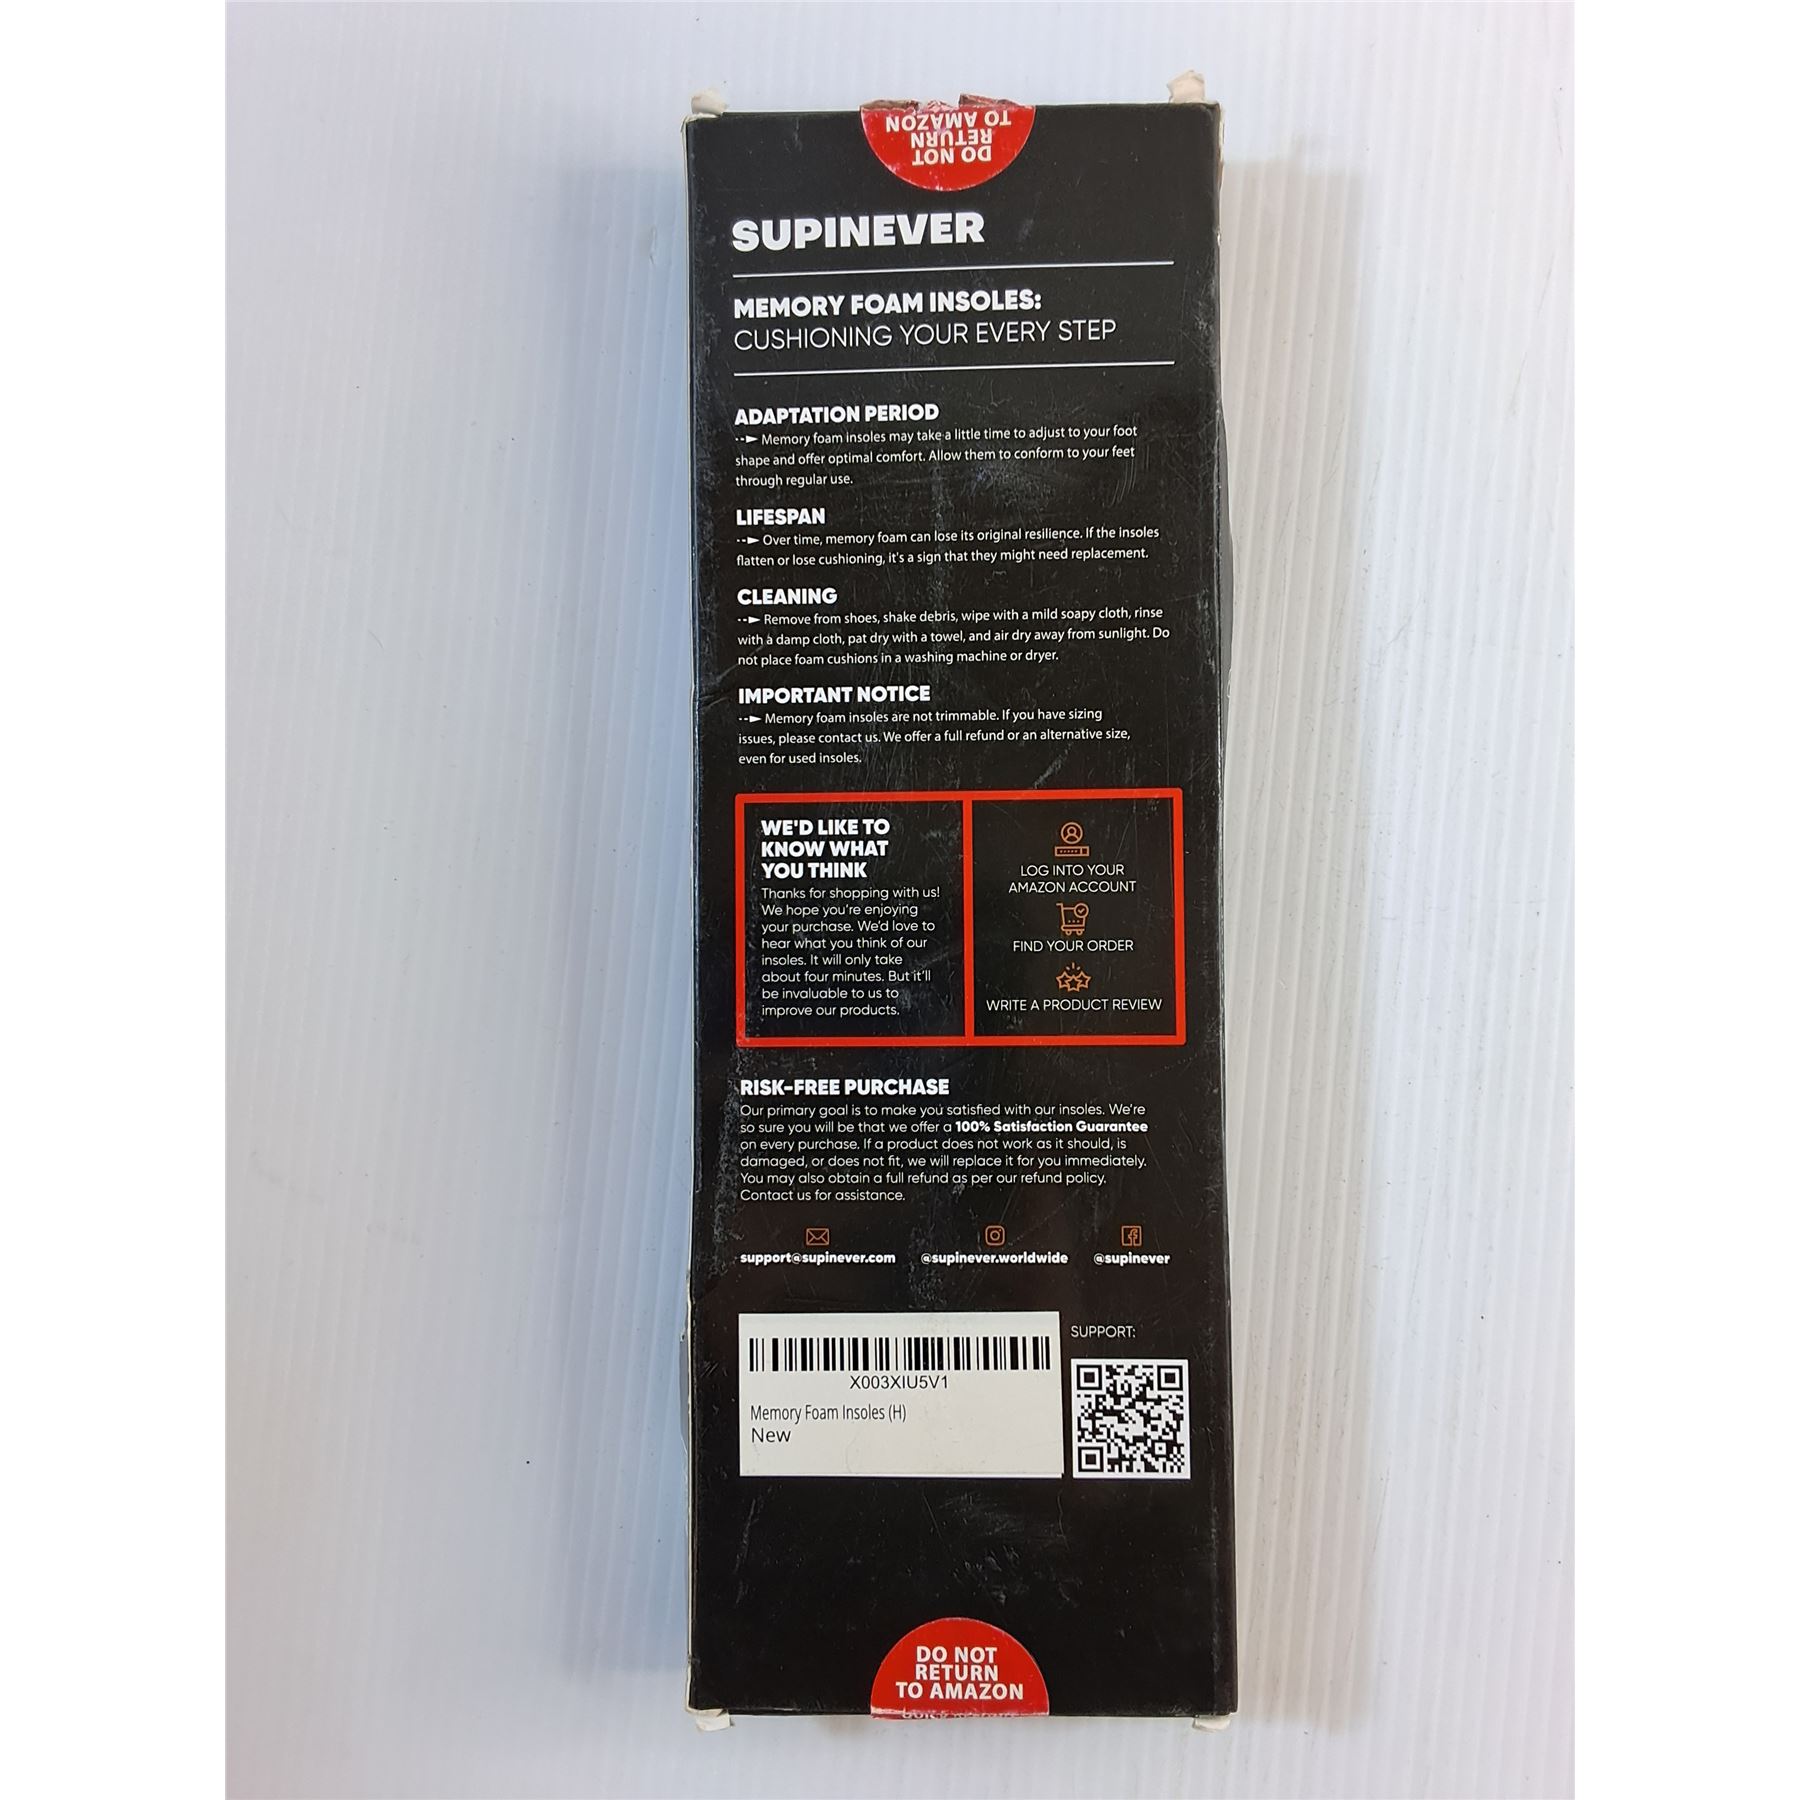 DO NOT
RETURN
TO AMAZON
SUPINEVER
MEMORY FOAM INSOLES:
CUSHIONING YOUR EVERY STEP
ADAPTATION PERIOD
Memory foam insoles may take a little time to adjust to your foot
shape and offer optimal comfort. Allow them to conform to your feet
through regular use.
LIFESPAN
Over time, memory foam can lose its original resilience. If the insoles
flatten or lose cushioning, it's a sign that they might need replacement.
CLEANING
Remove from shoes, shake debris, wipe with a mild soapy cloth, rinse
with a damp cloth, pat dry with a towel, and air dry away from sunlight. Do
not place foam cushions in a washing machine or dryer.
IMPORTANT NOTICE
Memory foam insoles are not trimmable. If you have sizing
issues, please contact us. We offer a full refund or an alternative size,
even for used insoles.
WE'D LIKE TO
KNOW WHAT
YOU THINK
Thanks for shopping with us!
We hope you're enjoying
your purchase. We'd love to
hear what you think of our
insoles. It will only take
about four minutes. But it'll
be invaluable to us to
improve our products.
LOG INTO YOUR
AMAZON ACCOUNT
FIND YOUR ORDER
WRITE A PRODUCT REVIEW
RISK-FREE PURCHASE
Our primary goal is to make you satisfied with our insoles. We're
so sure you will be that we offer a 100% Satisfaction Guarantee
on every purchase. If a product does not work as it should, is
damaged, or does not fit, we will replace it for you immediately.
You may also obtain a full refund as per our refund policy.
Contact us for assistance.
support@supinever.com @supinever.worldwide @supinever
SUPPORT:
X003XIU5V1
Memory Foam Insoles (H)
New
DO NOT
RETURN
TO AMAZON